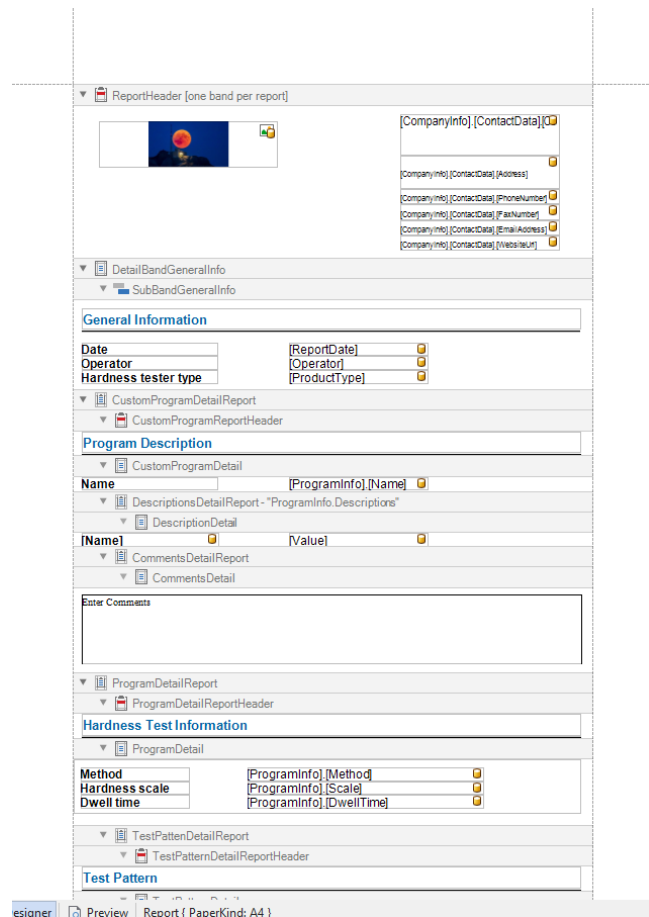 ReportHeader [one band per report]
[CompanyInfo].[ContactData].[
[CompanyInfo].[ContactData].[Address]
[CompanyInfo].[ContactData].[PhoneNumber]
[CompanyInfo].[ContactData].[FaxNumber]
[CompanyInfo].[ContactData].[EmailAddress]
[CompanyInfo].[ContactData].[WebsiteUrl]
DetailBandGeneralInfo
SubBandGeneralInfo
General Information
Date [ReportDate]
Operator [Operator]
Hardness tester type [ProductType]
CustomProgramDetailReport
CustomProgramReportHeader
Program Description
CustomProgramDetail
Name [ProgramInfo].[Name]
DescriptionsDetailReport - "ProgramInfo.Descriptions"
DescriptionDetail
[Name] [Value]
CommentsDetailReport
CommentsDetail
Enter Comments
ProgramDetailReport
ProgramDetailReportHeader
Hardness Test Information
ProgramDetail
Method [ProgramInfo].[Method]
Hardness scale [ProgramInfo].[Scale]
Dwell time [ProgramInfo].[DwellTime]
TestPattenDetailReport
TestPatternDetailReportHeader
Test Pattern
esigner Preview Report { PaperKind: A4 }